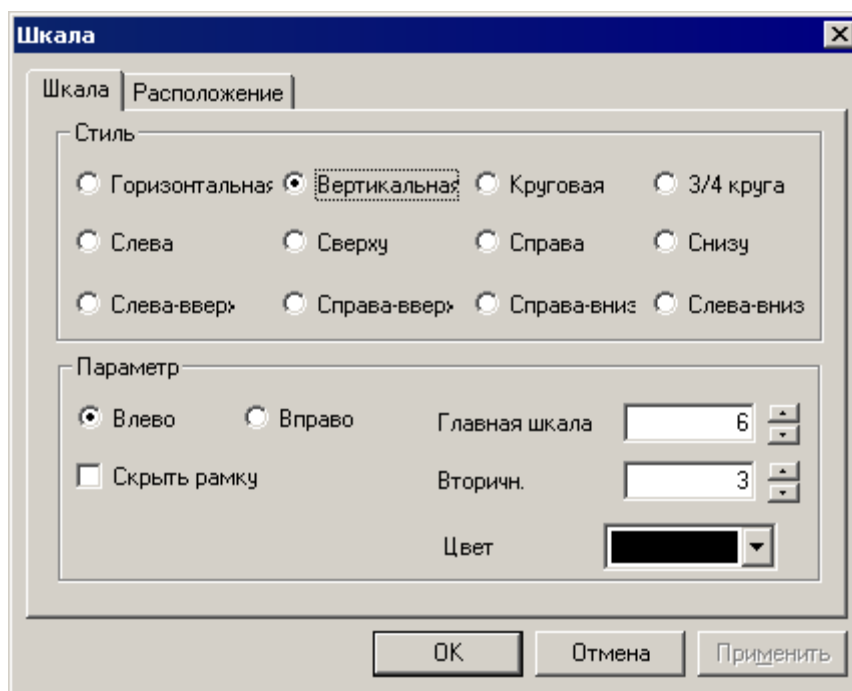 Шкала
Шкала Расположение
Стиль
Горизонтальная Вертикальная Круговая 3/4 круга
Слева Сверху Справа Снизу
Слева-вверх Справа-вверх Справа-вниз Слева-вниз
Параметр
Влево Вправо Главная шкала 6
Скрыть рамку Вторичн. 3
Цвет
OK Отмена Применить